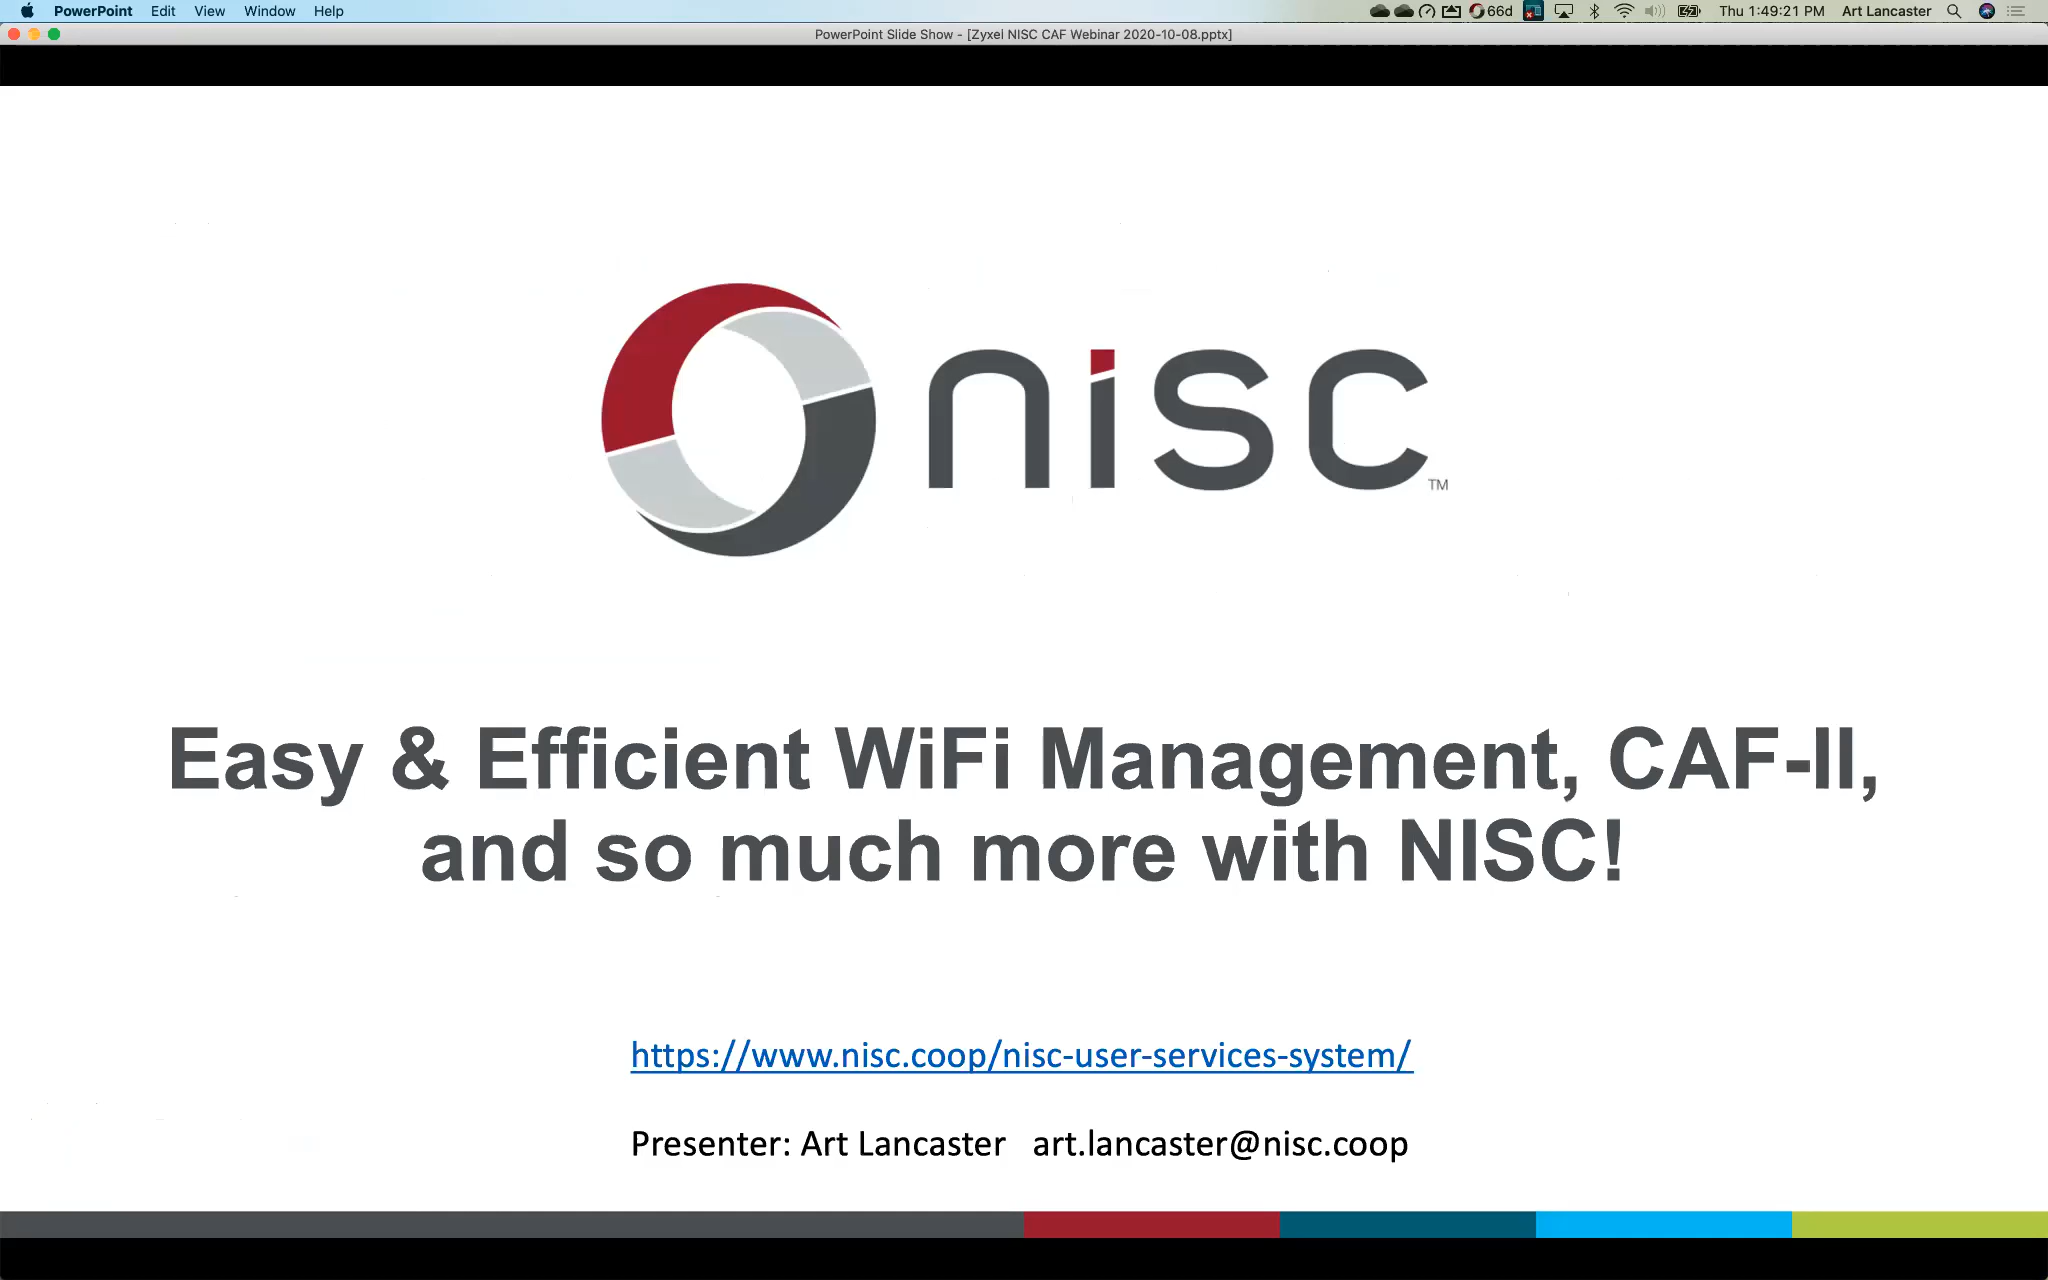 PowerPoint Edit View Window Help 66d Thu 1:49:21 PM Art Lancaster
PowerPoint Slide Show - [Zyxel NISC CAF Webinar 2020-10-08.pptx]
nisc TM
Easy & Efficient WiFi Management, CAF-II,
and so much more with NISC!
https://www.nisc.coop/nisc-user-services-system/
Presenter: Art Lancaster art.lancaster@nisc.coop